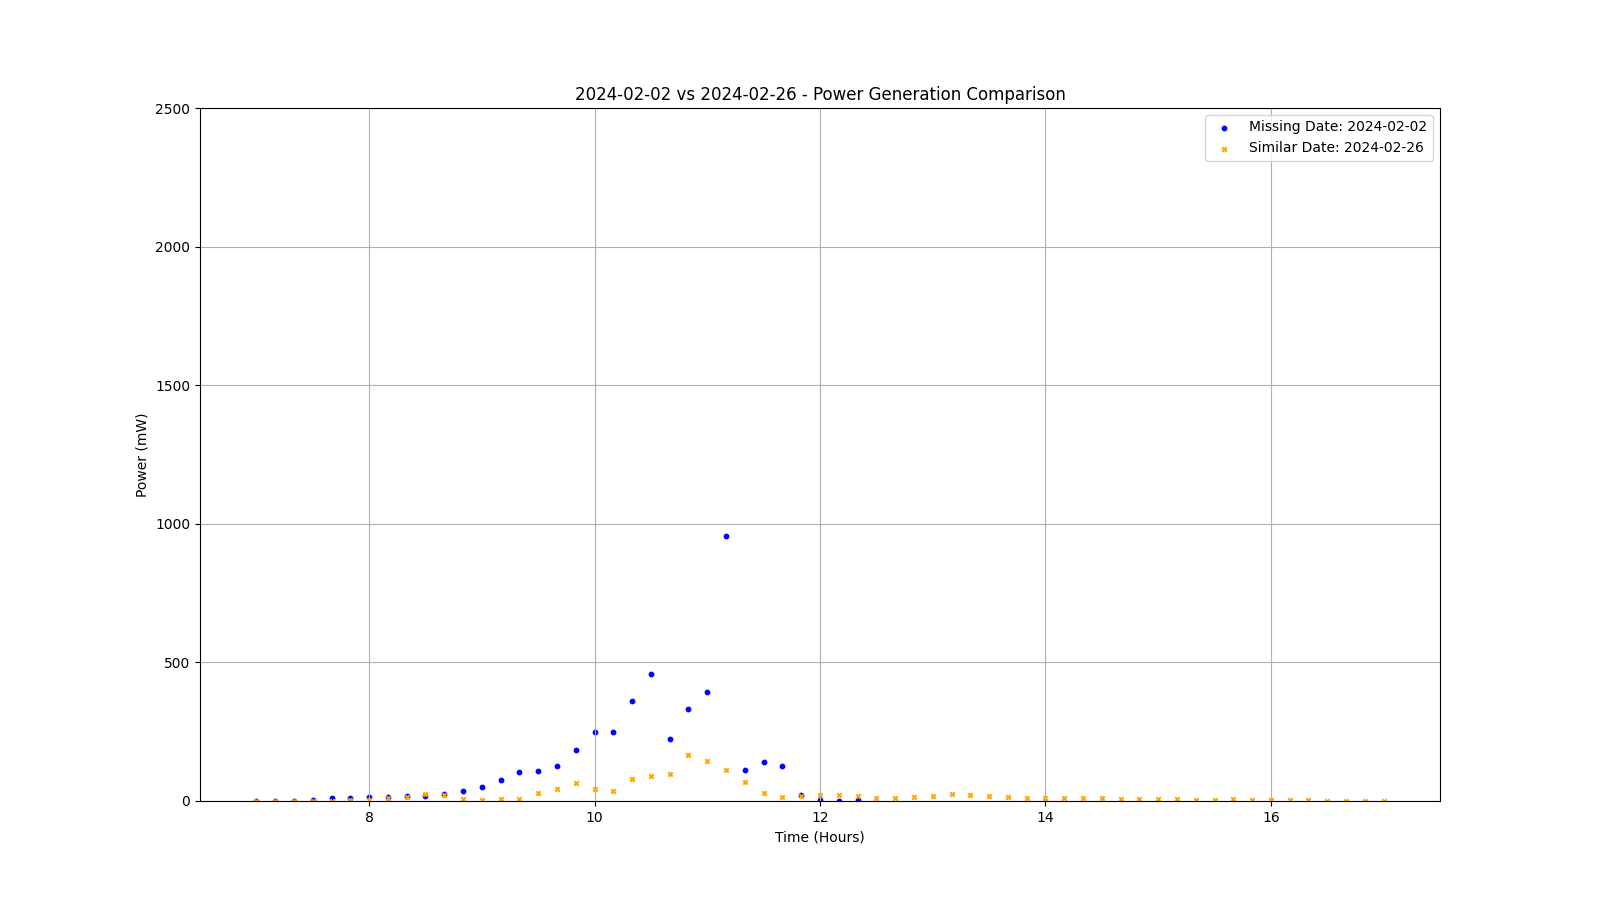 2024-02-02 vs 2024-02-26 - Power Generation Comparison
Missing Date: 2024-02-02
Similar Date: 2024-02-26
2500
2000
1500
1000
500
0
Power (mW)
8
10
12
14
16
Time (Hours)